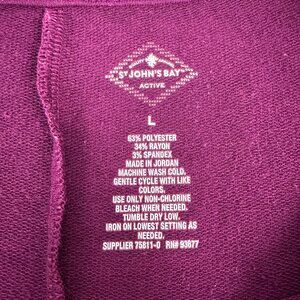 ST JOHN'S BAY
ACTIVE
L
63% POLYESTER
34% RAYON
3% SPANDEX
MADE IN JORDAN
MACHINE WASH COLD.
GENTLE CYCLE WITH LIKE
COLORS.
USE ONLY NON-CHLORINE
BLEACH WHEN NEEDED.
TUMBLE DRY LOW.
IRON ON LOWEST SETTING AS
NEEDED.
SUPPLIER 75811-0 RN# 93677